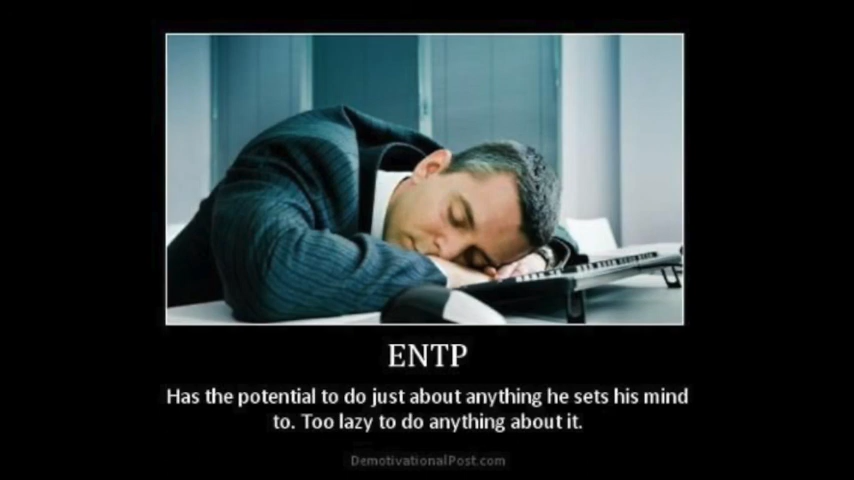 ENTP
Has the potential to do just about anything he sets his mind
to. Too lazy to do anything about it.
DemotivationalPost.com